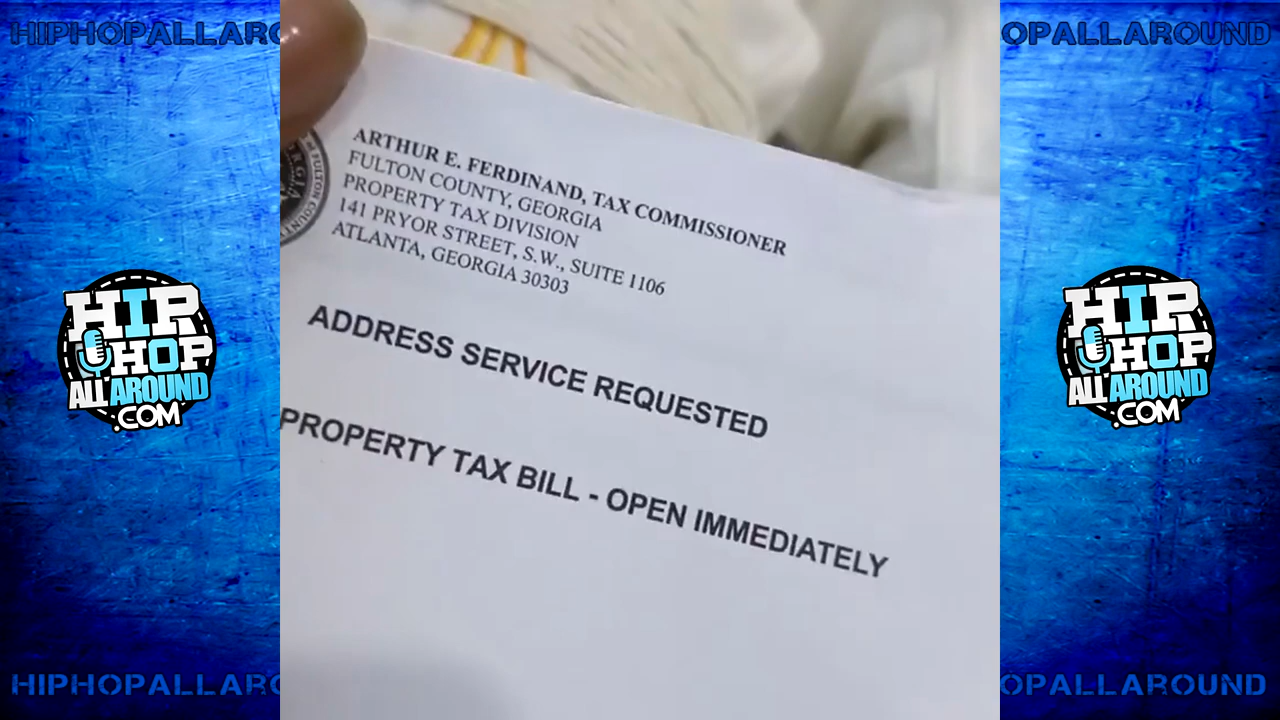 HIPHOPALLARO
OPALLAROUND
ARTHUR E. FERDINAND, TAX COMMISSIONER
FULTON COUNTY, GEORGIA
PROPERTY TAX DIVISION
141 PRYOR STREET, S.W., SUITE 1106
ATLANTA, GEORGIA 30303
ADDRESS SERVICE REQUESTED
PROPERTY TAX BILL - OPEN IMMEDIATELY
HIP
HOP
ALL AROUND
.COM
HIP
HOP
ALL AROUND
.COM
HIPHOPALLARO
OPALLAROUND